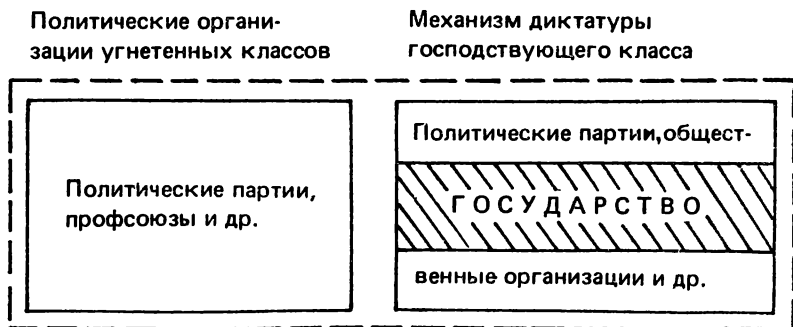 Политические органи-
зации угнетенных классов
Механизм диктатуры
господствующего класса
Политические партии,
профсоюзы и др.
Политические партии,общест-
ГОСУДАРСТВО
венные организации и др.